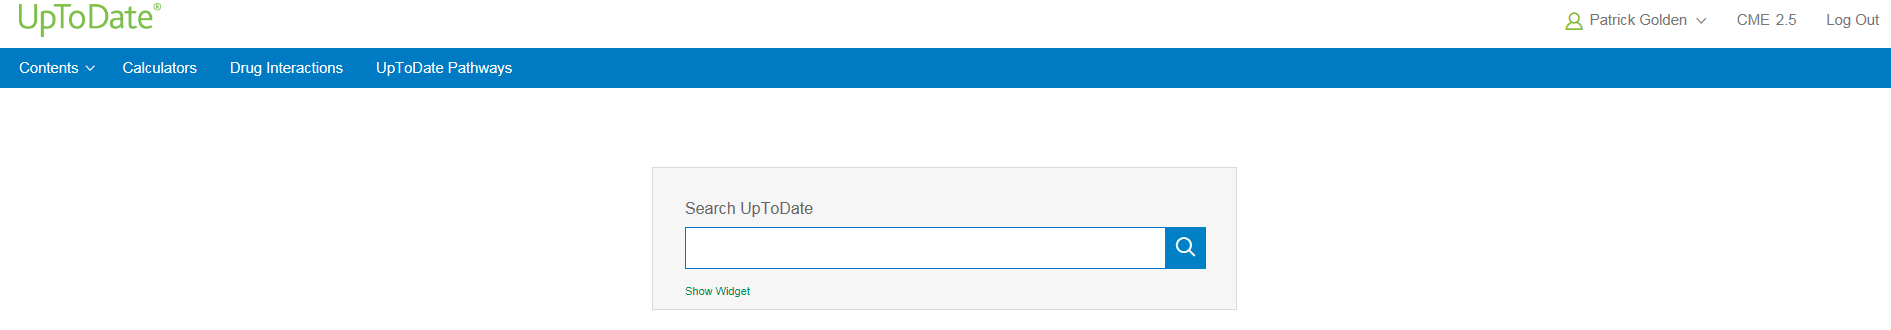 UpToDate®
Patrick Golden
CME 2.5
Log Out
Contents
Calculators
Drug Interactions
UpToDate Pathways
Search UpToDate
Show Widget